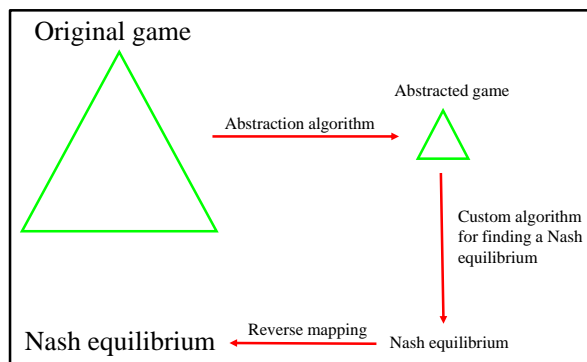 Original game
Abstracted game
Abstraction algorithm
Custom algorithm
for finding a Nash
equilibrium
Nash equilibrium
Reverse mapping
Nash equilibrium